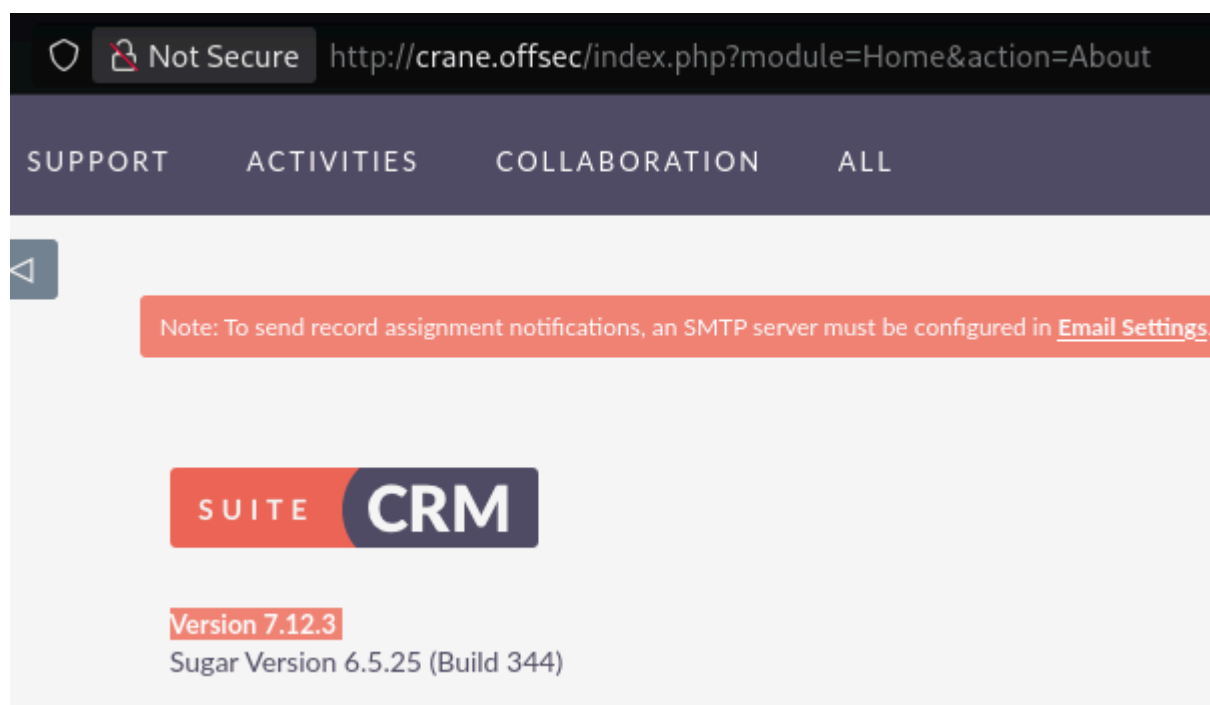 Not Secure http://crane.offsec/index.php?module=Home&action=About
SUPPORT ACTIVITIES COLLABORATION ALL
Note: To send record assignment notifications, an SMTP server must be configured in Email Settings.
SUITE CRM
Version 7.12.3
Sugar Version 6.5.25 (Build 344)